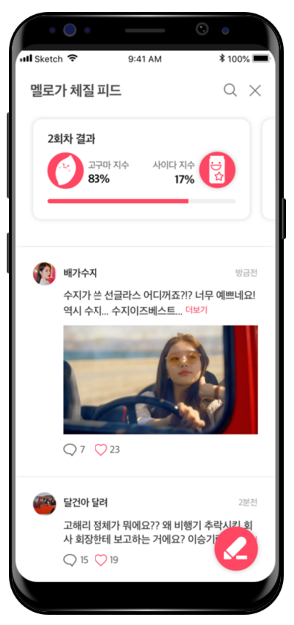 Sketch 9:41 AM 100%
멜로가 체질 피드
2회차 결과
고구마 지수 사이다 지수
83% 17%
배가수지 방금전
수지가 쓴 선글라스 어디꺼죠?!? 너무 예쁘네요!
역시 수지... 수지이즈베스트... 더보기
7 23
달건아 달려 2분전
고해리 정체가 뭐에요?? 왜 비행기 추락시킨 회
사 회장한테 보고하는 거에요? 이승기
15 19